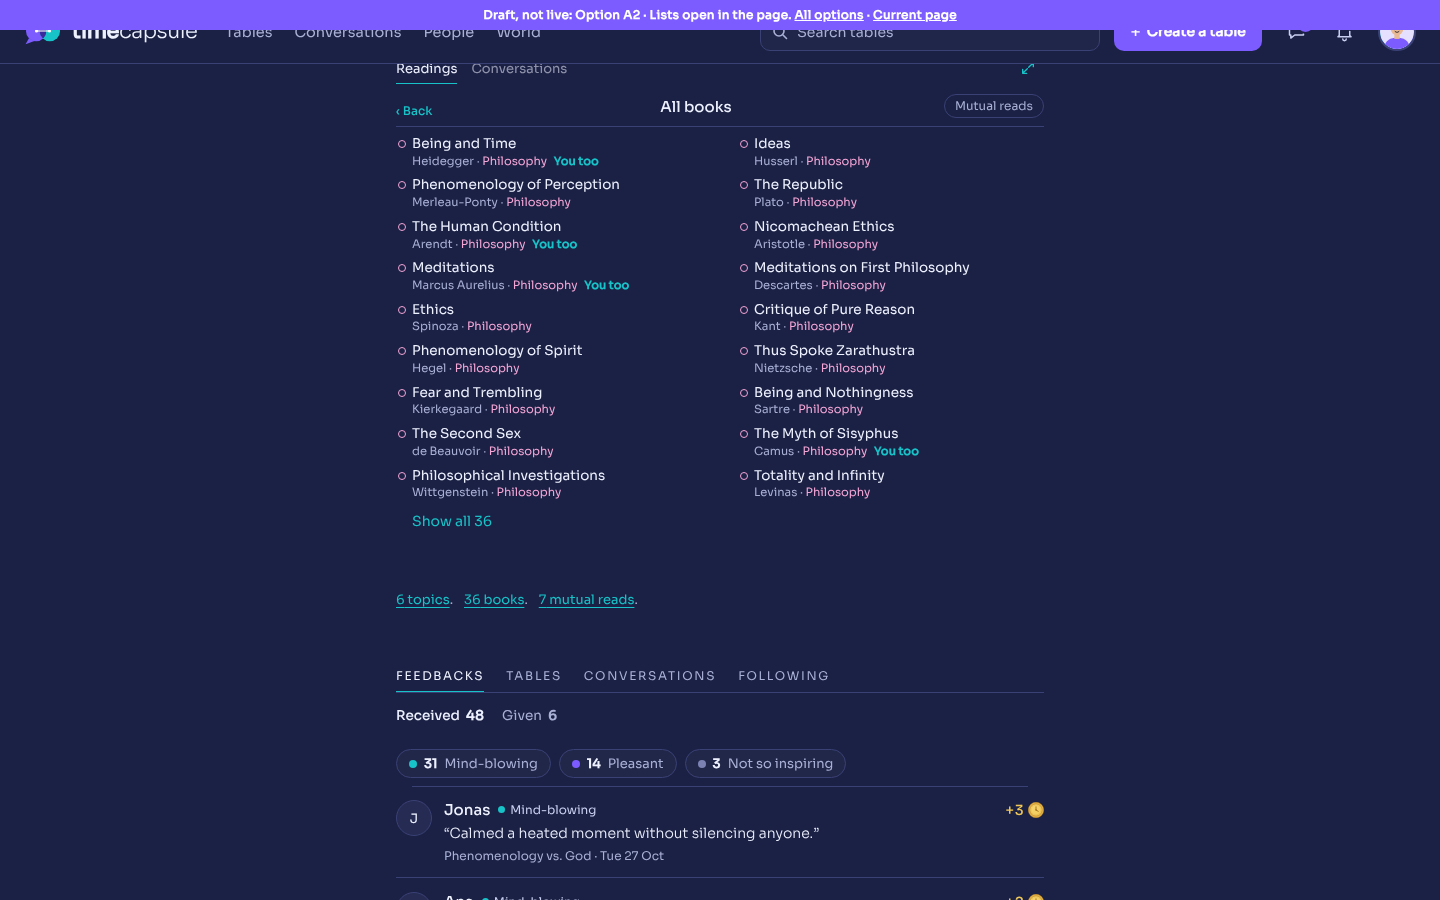 Draft, not live: Option A2 · Lists open in the page. All options · Current page
timecapsule Tables Conversations People World Search tables + Create a table
Readings Conversations
‹ Back All books Mutual reads
Being and Time
Heidegger · Philosophy You too
Ideas
Husserl · Philosophy
Phenomenology of Perception
Merleau-Ponty · Philosophy
The Republic
Plato · Philosophy
The Human Condition
Arendt · Philosophy You too
Nicomachean Ethics
Aristotle · Philosophy
Meditations
Marcus Aurelius · Philosophy You too
Meditations on First Philosophy
Descartes · Philosophy
Ethics
Spinoza · Philosophy
Critique of Pure Reason
Kant · Philosophy
Phenomenology of Spirit
Hegel · Philosophy
Thus Spoke Zarathustra
Nietzsche · Philosophy
Fear and Trembling
Kierkegaard · Philosophy
Being and Nothingness
Sartre · Philosophy
The Second Sex
de Beauvoir · Philosophy
The Myth of Sisyphus
Camus · Philosophy You too
Philosophical Investigations
Wittgenstein · Philosophy
Totality and Infinity
Levinas · Philosophy
Show all 36
6 topics. 36 books. 7 mutual reads.
FEEDBACKS TABLES CONVERSATIONS FOLLOWING
Received 48 Given 6
31 Mind-blowing 14 Pleasant 3 Not so inspiring
J Jonas Mind-blowing +3
“Calmed a heated moment without silencing anyone.”
Phenomenology vs. God · Tue 27 Oct